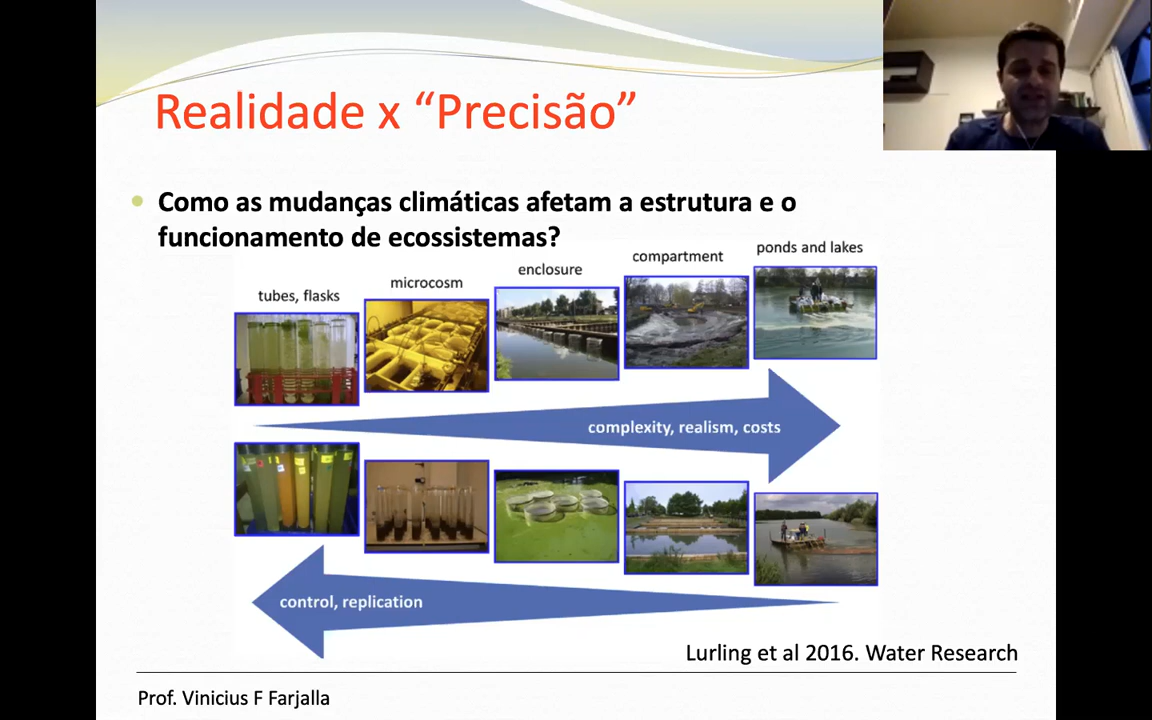 Realidade x “Precisão”
Como as mudanças climáticas afetam a estrutura e o
funcionamento de ecossistemas?
tubes, flasks
microcosm
enclosure
compartment
ponds and lakes
complexity, realism, costs
control, replication
Lurling et al 2016. Water Research
Prof. Vinicius F Farjalla